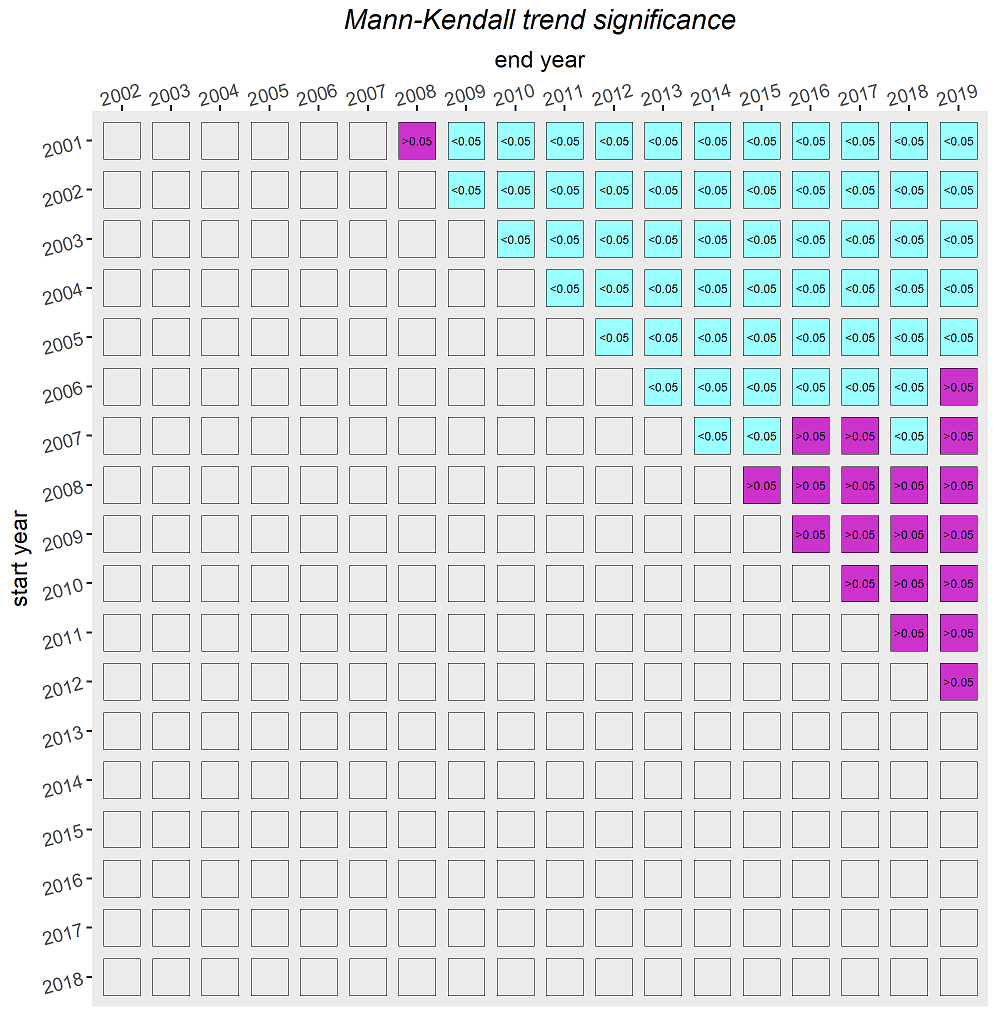 Mann-Kendall trend significance
end year
2002 2003 2004 2005 2006 2007 2008 2009 2010 2011 2012 2013 2014 2015 2016 2017 2018 2019
2001 >0.05 <0.05 <0.05 <0.05 <0.05 <0.05 <0.05 <0.05 <0.05 <0.05 <0.05 <0.05
2002 <0.05 <0.05 <0.05 <0.05 <0.05 <0.05 <0.05 <0.05 <0.05 <0.05 <0.05
2003 <0.05 <0.05 <0.05 <0.05 <0.05 <0.05 <0.05 <0.05 <0.05 <0.05
2004 <0.05 <0.05 <0.05 <0.05 <0.05 <0.05 <0.05 <0.05 <0.05
2005 <0.05 <0.05 <0.05 <0.05 <0.05 <0.05 <0.05 <0.05
2006 <0.05 <0.05 <0.05 <0.05 <0.05 <0.05 >0.05
2007 <0.05 <0.05 >0.05 >0.05 <0.05 >0.05
2008 >0.05 >0.05 >0.05 >0.05 >0.05
2009 >0.05 >0.05 >0.05 >0.05
2010 >0.05 >0.05 >0.05
2011 >0.05 >0.05
2012 >0.05
2013
2014
2015
2016
2017
2018
start year